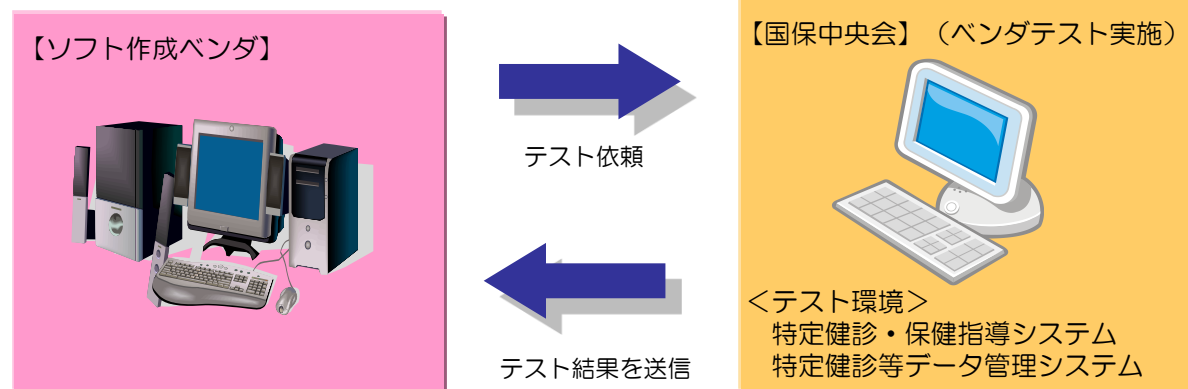 【ソフト作成ベンダ】
テスト依頼
テスト結果を送信
【国保中央会】（ベンダテスト実施）
＜テスト環境＞
特定健診・保健指導システム
特定健診等データ管理システム